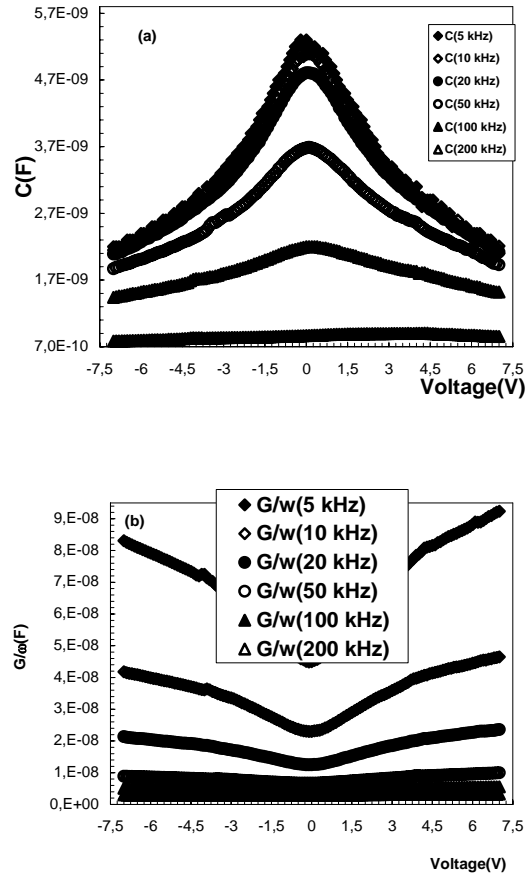 (a)
5,7E-09
4,7E-09
3,7E-09
2,7E-09
1,7E-09
7,0E-10
C(F)
C(5 kHz)
C(10 kHz)
C(20 kHz)
C(50 kHz)
C(100 kHz)
C(200 kHz)
-7,5 -6 -4,5 -3 -1,5 0 1,5 3 4,5 6 7,5
Voltage(V)
(b)
9,E-08
8,E-08
7,E-08
6,E-08
5,E-08
4,E-08
3,E-08
2,E-08
1,E-08
0,E+00
G/ω(F)
G/w(5 kHz)
G/w(10 kHz)
G/w(20 kHz)
G/w(50 kHz)
G/w(100 kHz)
G/w(200 kHz)
-7,5 -6 -4,5 -3 -1,5 0 1,5 3 4,5 6 7,5
Voltage(V)